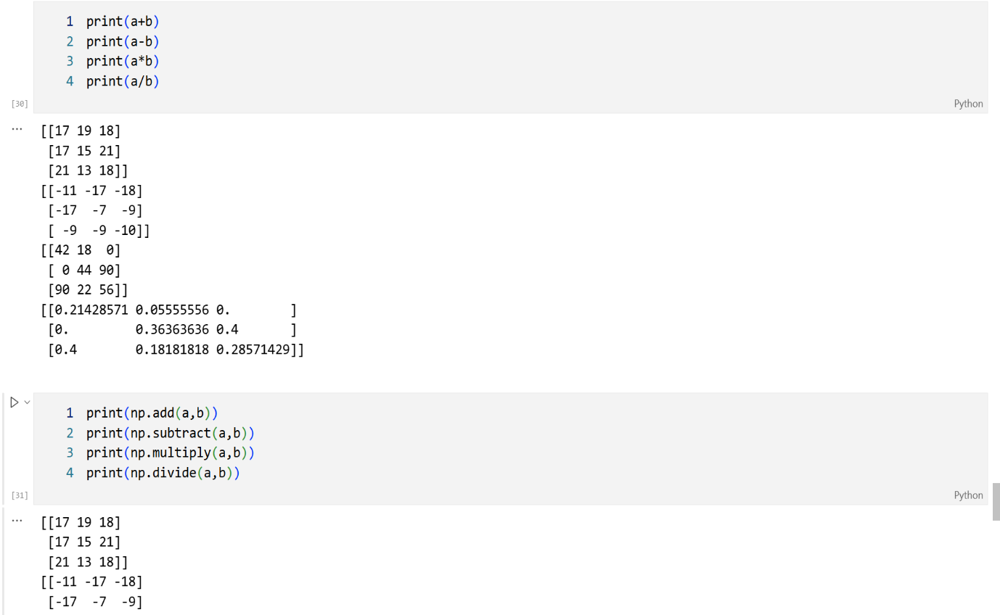 1 print(a+b)
2 print(a-b)
3 print(a*b)
4 print(a/b)
[30]
Python
... [[17 19 18]
 [17 15 21]
 [21 13 18]]
[[-11 -17 -18]
 [-17  -7  -9]
 [ -9  -9 -10]]
[[42 18  0]
 [ 0 44 90]
 [90 22 56]]
[[0.21428571 0.05555556 0.        ]
 [0.         0.36363636 0.4       ]
 [0.4        0.18181818 0.28571429]]
1 print(np.add(a,b))
2 print(np.subtract(a,b))
3 print(np.multiply(a,b))
4 print(np.divide(a,b))
[31]
Python
... [[17 19 18]
 [17 15 21]
 [21 13 18]]
[[-11 -17 -18]
 [-17  -7  -9]